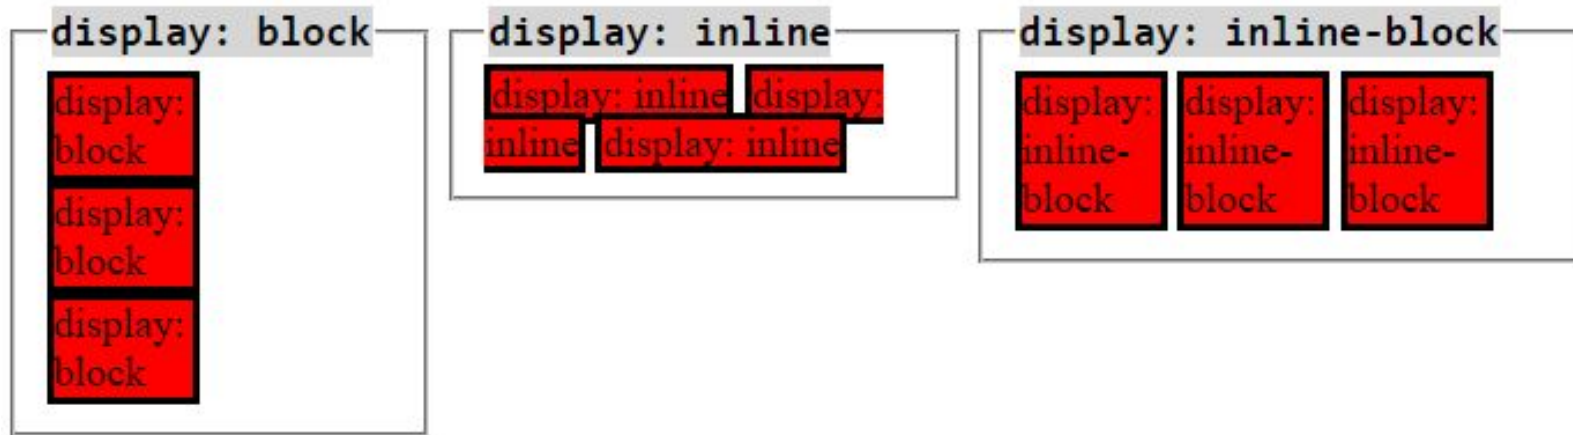 display: block
display:
block
display:
block
display:
block
display: inline
display: inline display:
inline display: inline
display: inline-block
display: display: display:
inline- inline- inline-
block block block